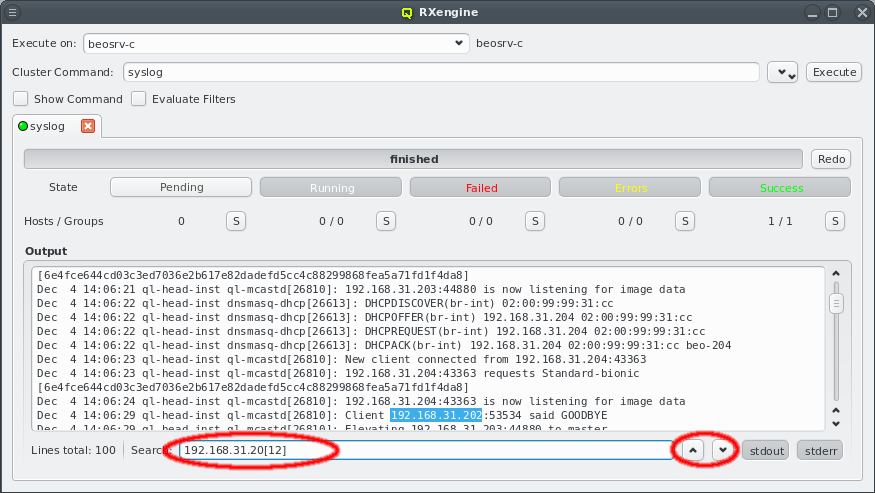 RXengine
Execute on: beosrv-c beosrv-c
Cluster Command: syslog Execute
Show Command Evaluate Filters
syslog
finished Redo
State Pending Running Failed Errors Success
Hosts / Groups 0 S 0 / 0 S 0 / 0 S 0 / 0 S 1 / 1 S
Output
[6e4fce644cd03c3ed7036e2b617e82dadefd5cc4c88299868fea5a71fd1f4da8]
Dec  4 14:06:21 ql-head-inst ql-mcastd[26810]: 192.168.31.203:44880 is now listening for image data
Dec  4 14:06:22 ql-head-inst dnsmasq-dhcp[26613]: DHCPDISCOVER(br-int) 02:00:99:99:31:cc
Dec  4 14:06:22 ql-head-inst dnsmasq-dhcp[26613]: DHCPOFFER(br-int) 192.168.31.204 02:00:99:99:31:cc
Dec  4 14:06:22 ql-head-inst dnsmasq-dhcp[26613]: DHCPREQUEST(br-int) 192.168.31.204 02:00:99:99:31:cc
Dec  4 14:06:22 ql-head-inst dnsmasq-dhcp[26613]: DHCPACK(br-int) 192.168.31.204 02:00:99:99:31:cc beo-204
Dec  4 14:06:23 ql-head-inst ql-mcastd[26810]: New client connected from 192.168.31.204:43363
Dec  4 14:06:23 ql-head-inst ql-mcastd[26810]: 192.168.31.204:43363 requests Standard-bionic
[6e4fce644cd03c3ed7036e2b617e82dadefd5cc4c88299868fea5a71fd1f4da8]
Dec  4 14:06:24 ql-head-inst ql-mcastd[26810]: 192.168.31.204:43363 is now listening for image data
Dec  4 14:06:29 ql-head-inst ql-mcastd[26810]: Client 192.168.31.202:53534 said GOODBYE
Dec  4 14:06:29 ql-head-inst ql-mcastd[26810]: Elevating 192.168.31.203:44880 to master
Lines total: 100 Search: 192.168.31.20[12] stdout stderr